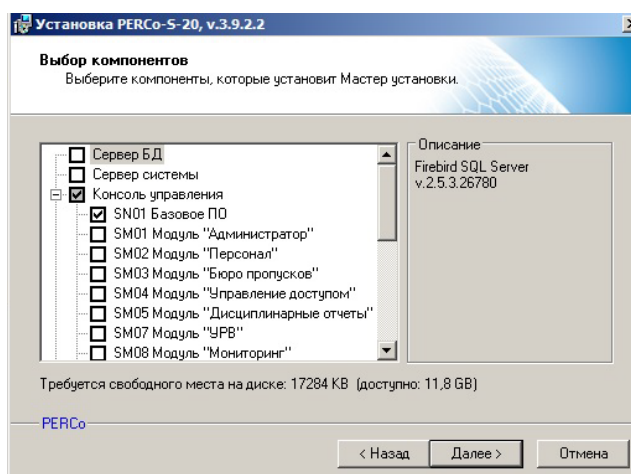 Установка PERCo-S-20, v.3.9.2.2
Выбор компонентов
Выберите компоненты, которые установит Мастер установки.
Сервер БД
Сервер системы
Консоль управления
SN01 Базовое ПО
SM01 Модуль "Администратор"
SM02 Модуль "Персонал"
SM03 Модуль "Бюро пропусков"
SM04 Модуль "Управление доступом"
SM05 Модуль "Дисциплинарные отчеты"
SM07 Модуль "УРВ"
SM08 Модуль "Мониторинг"
Описание
Firebird SQL Server
v.2.5.3.26780
Требуется свободного места на диске: 17284 KB (доступно: 11,8 GB)
PERCo
< Назад
Далее >
Отмена